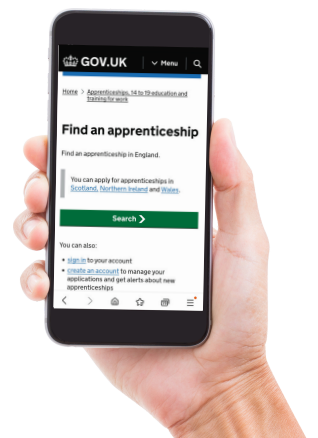 GOV.UK
Menu
Home > Apprenticeships, 14 to 19 education and
training for work
Find an apprenticeship
Find an apprenticeship in England.
You can apply for apprenticeships in
Scotland, Northern Ireland and Wales.
Search
You can also:
• sign in to your account
• create an account to manage your
applications and get alerts about new
apprenticeships